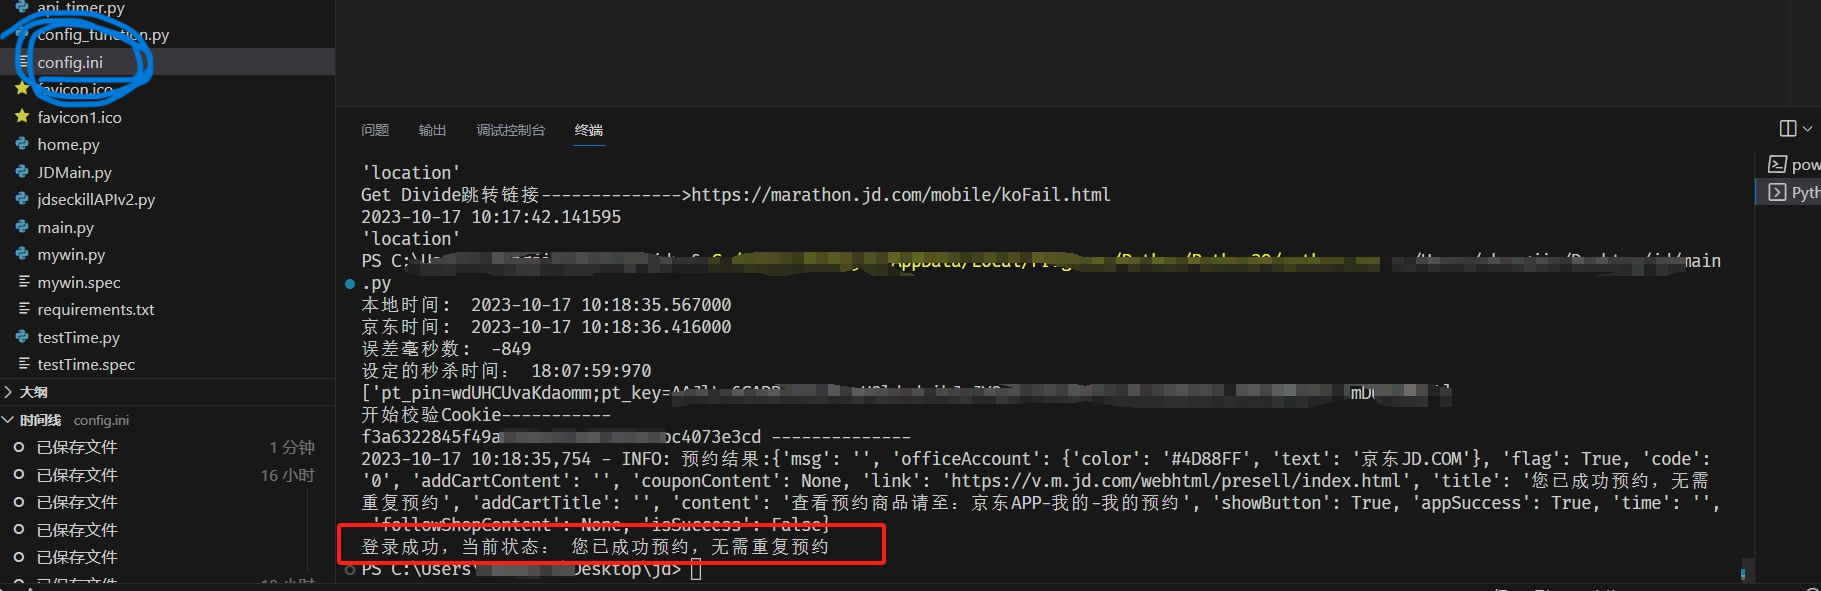 api_timer.py
config_function.py
config.ini
favicon.ico
favicon1.ico
home.py
JDMain.py
jdseckillAPIv2.py
main.py
mywin.py
mywin.spec
requirements.txt
testTime.py
testTime.spec
大纲
时间线 config.ini
已保存文件 1 分钟
已保存文件 16 小时
已保存文件
已保存文件
已保存文件
问题 输出 调试控制台 终端
'location'
Get Divide跳转链接------------->https://marathon.jd.com/mobile/koFail.html
2023-10-17 10:17:42.141595
'location'
PS C:\ main
.py
本地时间: 2023-10-17 10:18:35.567000
京东时间: 2023-10-17 10:18:36.416000
误差毫秒数: -849
设定的秒杀时间: 18:07:59:970
['pt_pin=wdUHCUvaKdaomm;pt_key=
开始校验Cookie-----------
f3a6322845f49a c4073e3cd --------------
2023-10-17 10:18:35,754 - INFO: 预约结果:{'msg': '', 'officeAccount': {'color': '#4D88FF', 'text': '京东JD.COM'}, 'flag': True, 'code':
'0', 'addCartContent': '', 'couponContent': None, 'link': 'https://v.m.jd.com/webhtml/presell/index.html', 'title': '您已成功预约，无需
重复预约', 'addCartTitle': '', 'content': '查看预约商品请至: 京东APP-我的-我的预约', 'showButton': True, 'appSuccess': True, 'time': '',
'followShopContent': None, 'isSuccess': False}
登录成功, 当前状态: 您已成功预约，无需重复预约
PS C:\Users\ Desktop\jd>
pow
Pyth